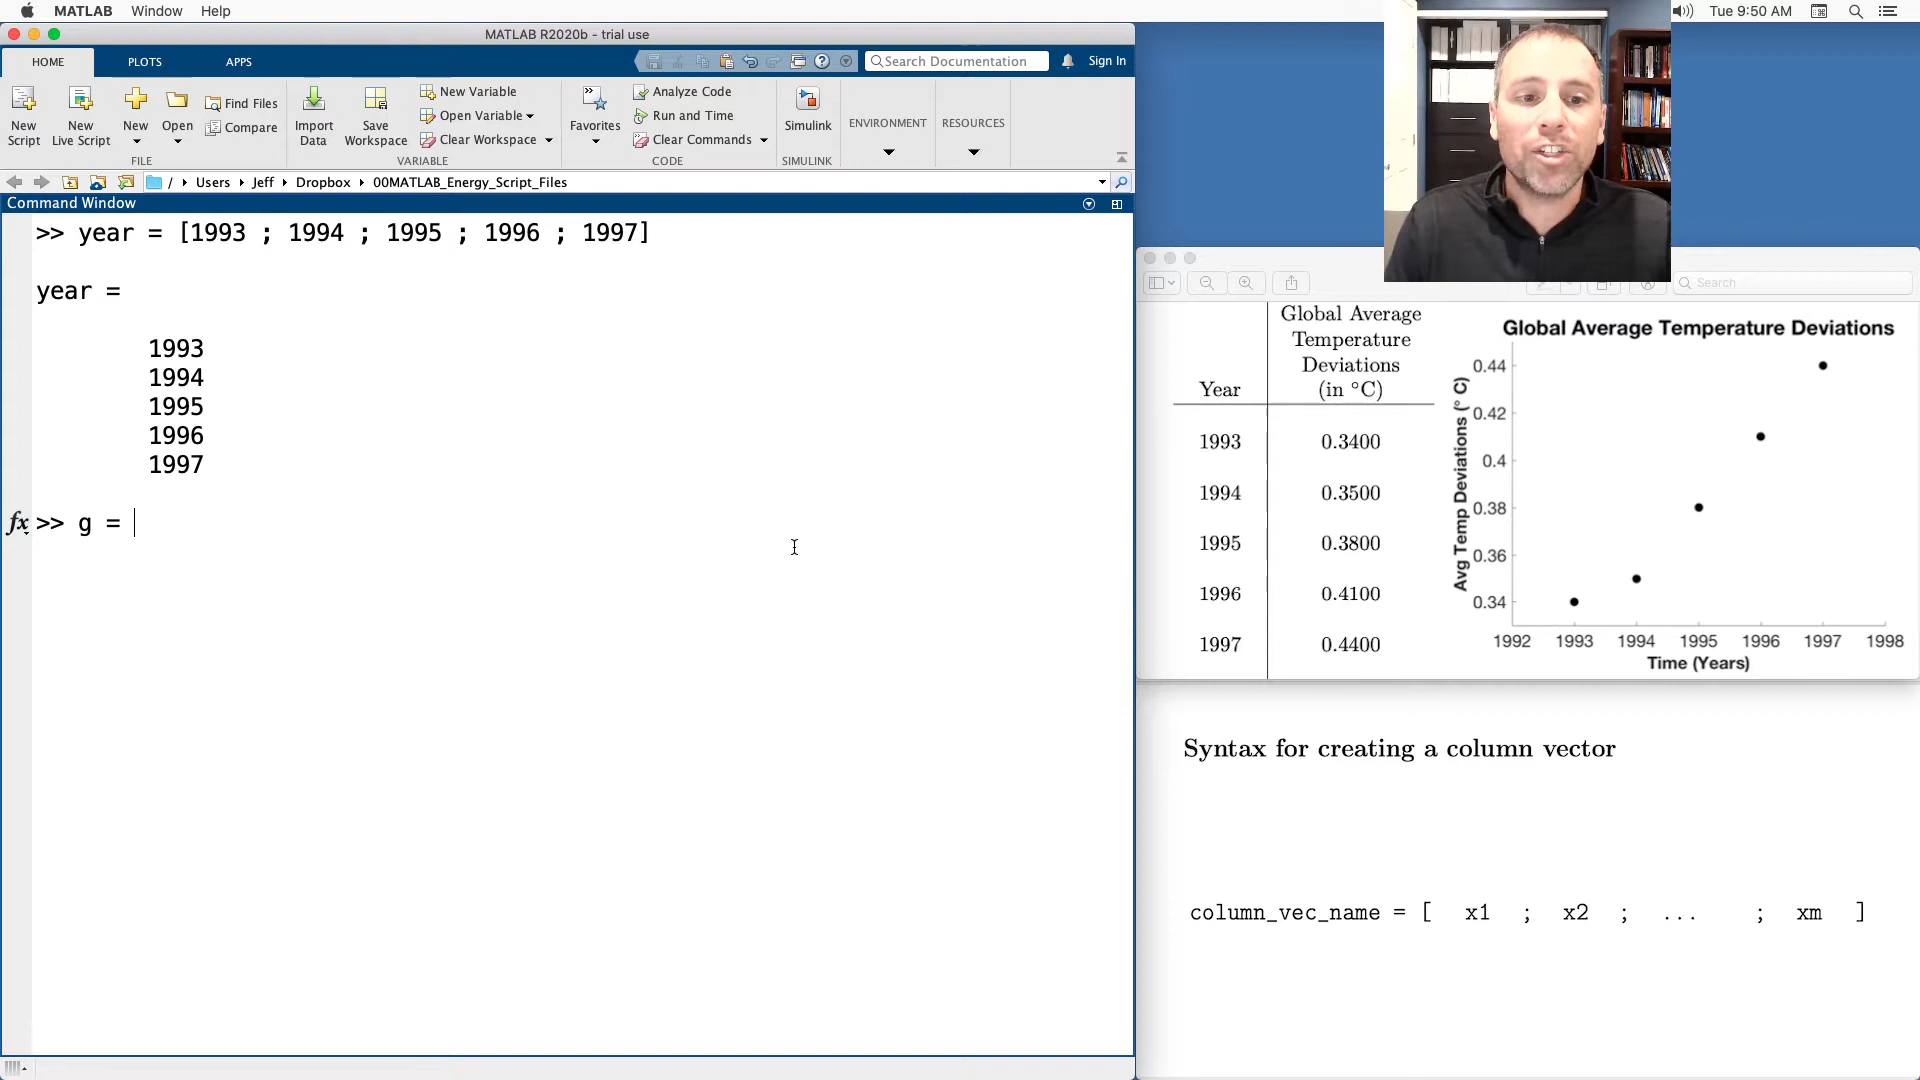 MATLAB Window Help
Tue 9:50 AM
MATLAB R2020b - trial use
HOME PLOTS APPS
Search Documentation
Sign In
New Script
New Live Script
New
Open
Find Files
Compare
FILE
Import Data
Save Workspace
New Variable
Open Variable
Clear Workspace
VARIABLE
Favorites
Analyze Code
Run and Time
Clear Commands
CODE
Simulink
SIMULINK
ENVIRONMENT
RESOURCES
/ Users Jeff Dropbox 00MATLAB_Energy_Script_Files
Command Window
>> year = [1993 ; 1994 ; 1995 ; 1996 ; 1997]
year =
1993
1994
1995
1996
1997
fx >> g =
Search
Year
Global Average
Temperature
Deviations
(in °C)
1993 0.3400
1994 0.3500
1995 0.3800
1996 0.4100
1997 0.4400
Global Average Temperature Deviations
Avg Temp Deviations (° C)
0.44
0.42
0.4
0.38
0.36
0.34
1992 1993 1994 1995 1996 1997 1998
Time (Years)
Syntax for creating a column vector
column_vec_name = [ x1 ; x2 ; ... ; xm ]